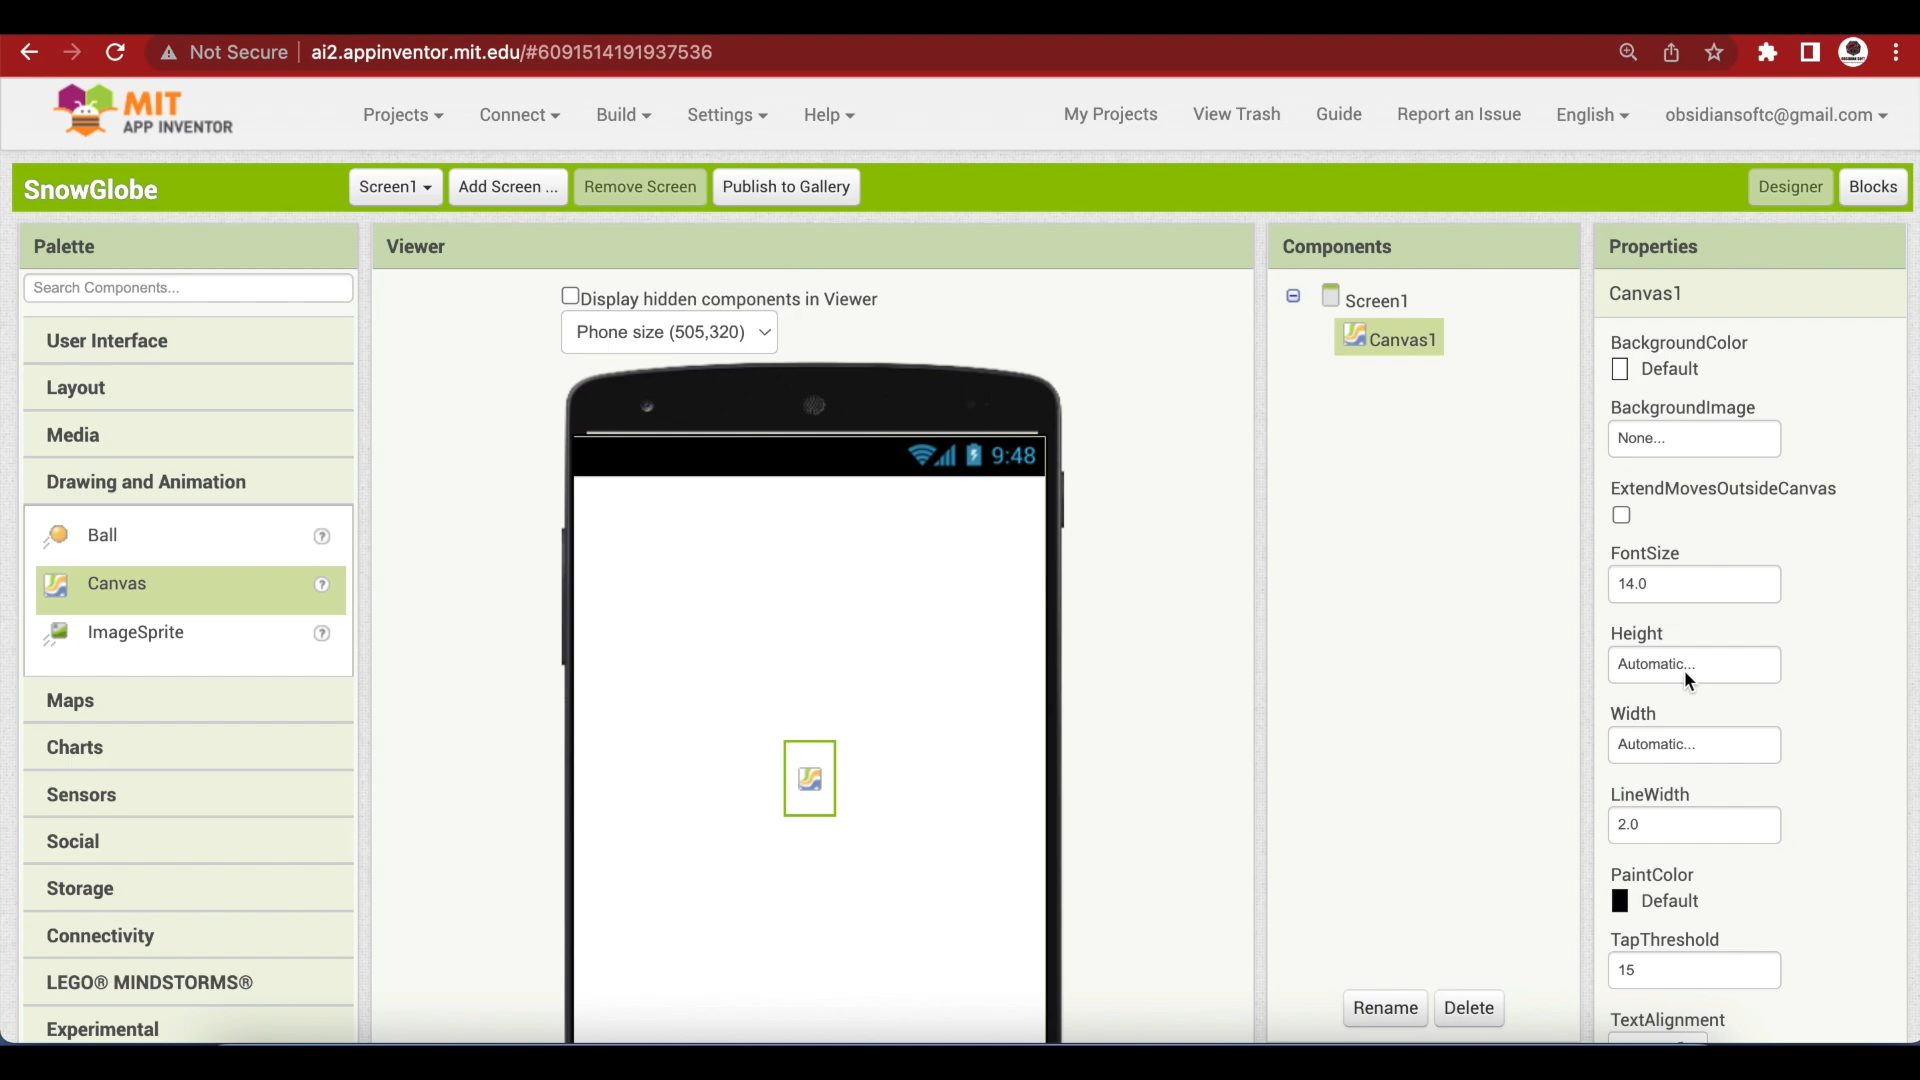 Not Secure ai2.appinventor.mit.edu/#6091514191937536
MIT
APP INVENTOR
Projects Connect Build Settings Help My Projects View Trash Guide Report an Issue English obsidiansoftc@gmail.com
SnowGlobe Screen1 Add Screen ... Remove Screen Publish to Gallery Designer Blocks
Palette
Search Components...
User Interface
Layout
Media
Drawing and Animation
Ball ?
Canvas ?
ImageSprite ?
Maps
Charts
Sensors
Social
Storage
Connectivity
LEGO® MINDSTORMS®
Experimental
Viewer
Display hidden components in Viewer
Phone size (505,320)
9:48
Components
Screen1
Canvas1
Rename Delete
Properties
Canvas1
BackgroundColor
Default
BackgroundImage
None...
ExtendMovesOutsideCanvas
FontSize
14.0
Height
Automatic...
Width
Automatic...
LineWidth
2.0
PaintColor
Default
TapThreshold
15
TextAlignment